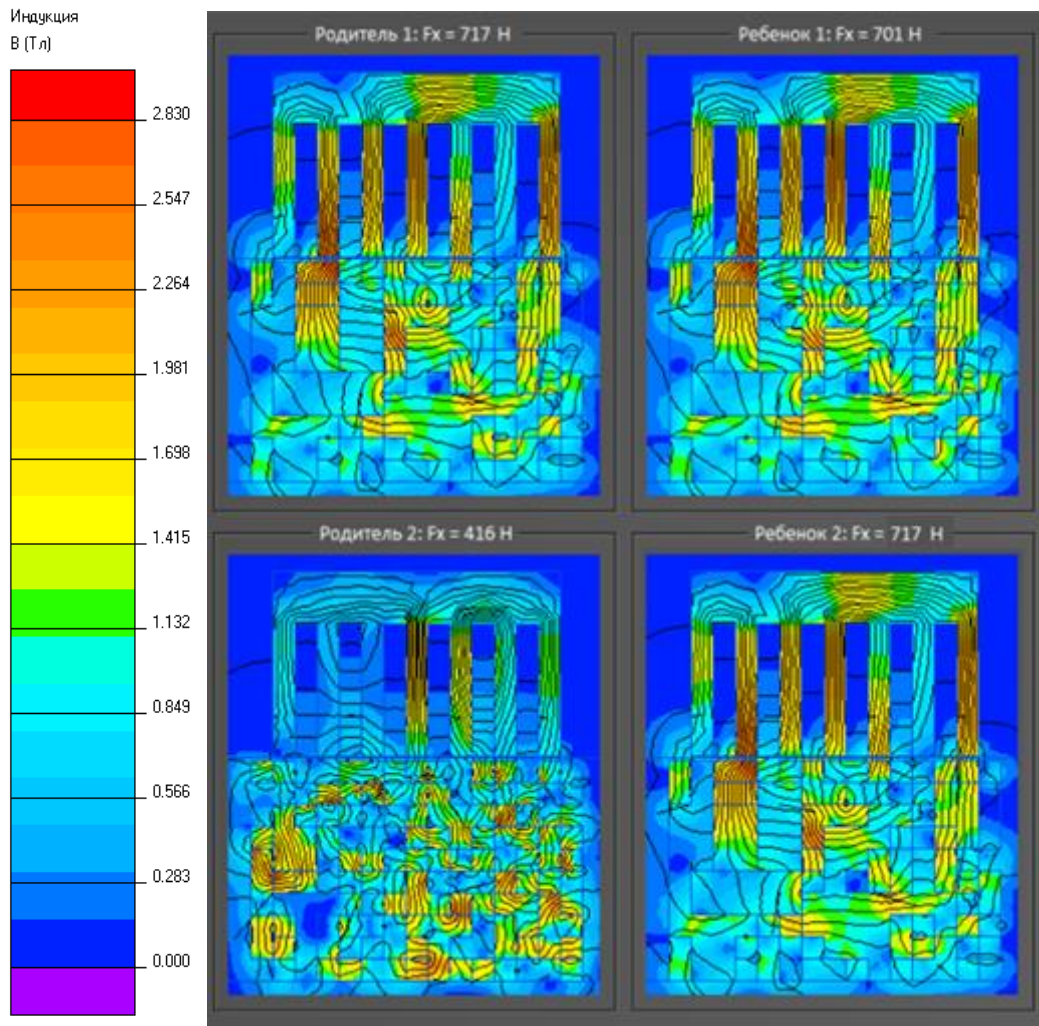 Индукция
B (Тл)
2.830
2.547
2.264
1.981
1.698
1.415
1.132
0.849
0.566
0.283
0.000
Родитель 1: Fx = 717 Н
Ребенок 1: Fx = 701 Н
Родитель 2: Fx = 416 Н
Ребенок 2: Fx = 717 Н